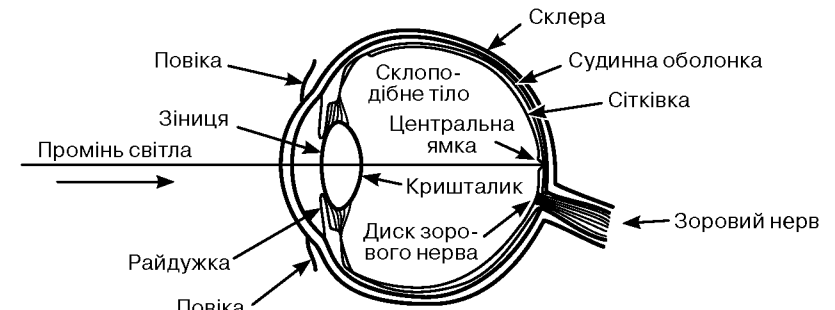 Склера
Повіка
Склопо-
дібне тіло
Судинна оболонка
Сітківка
Зіниця
Центральна
ямка
Промінь світла
Кришталик
Диск зоро-
вого нерва
Зоровий нерв
Райдужка
Повіка